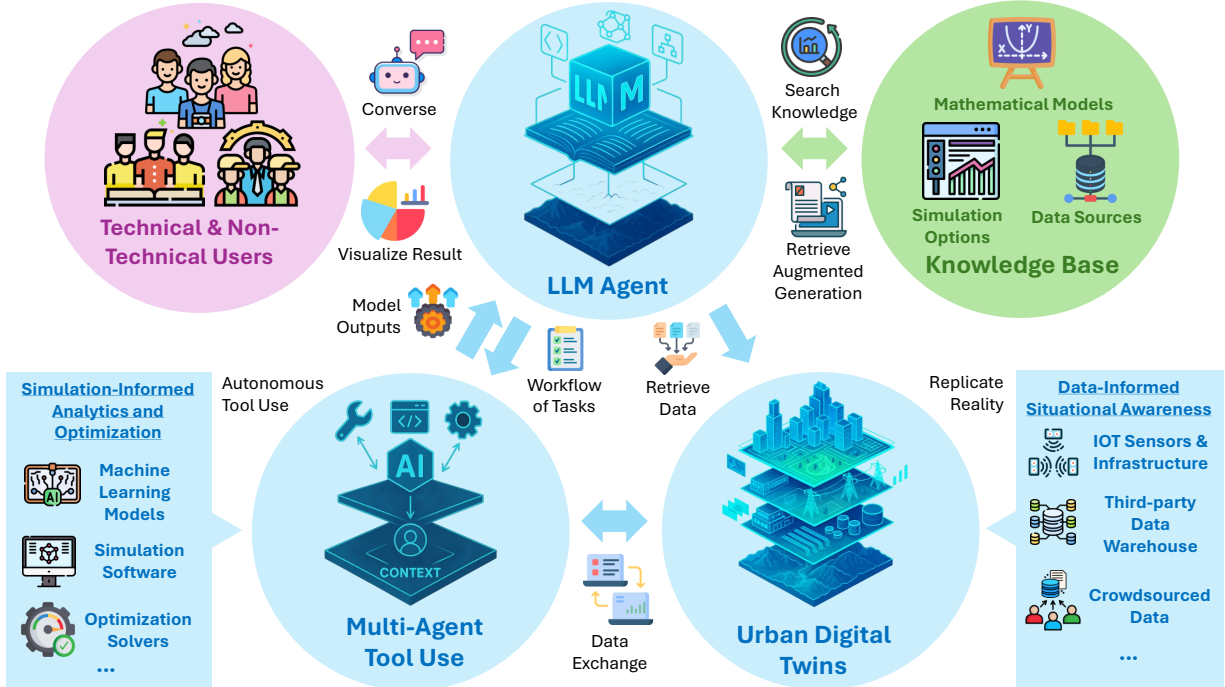 Technical & Non-
Technical Users
Converse
Visualize Result
LLM
LLM Agent
Search
Knowledge
Retrieve
Augmented
Generation
X
Y
Mathematical Models
Simulation
Options
Data Sources
Knowledge Base
Model
Outputs
Workflow
of Tasks
Retrieve
Data
Simulation-Informed
Analytics and
Optimization
AI
Machine
Learning
Models
Simulation
Software
Optimization
Solvers
...
Autonomous
Tool Use
AI
CONTEXT
Multi-Agent
Tool Use
Data
Exchange
Urban Digital
Twins
Replicate
Reality
Data-Informed
Situational Awareness
IOT Sensors &
Infrastructure
Third-party
Data
Warehouse
Crowdsourced
Data
...